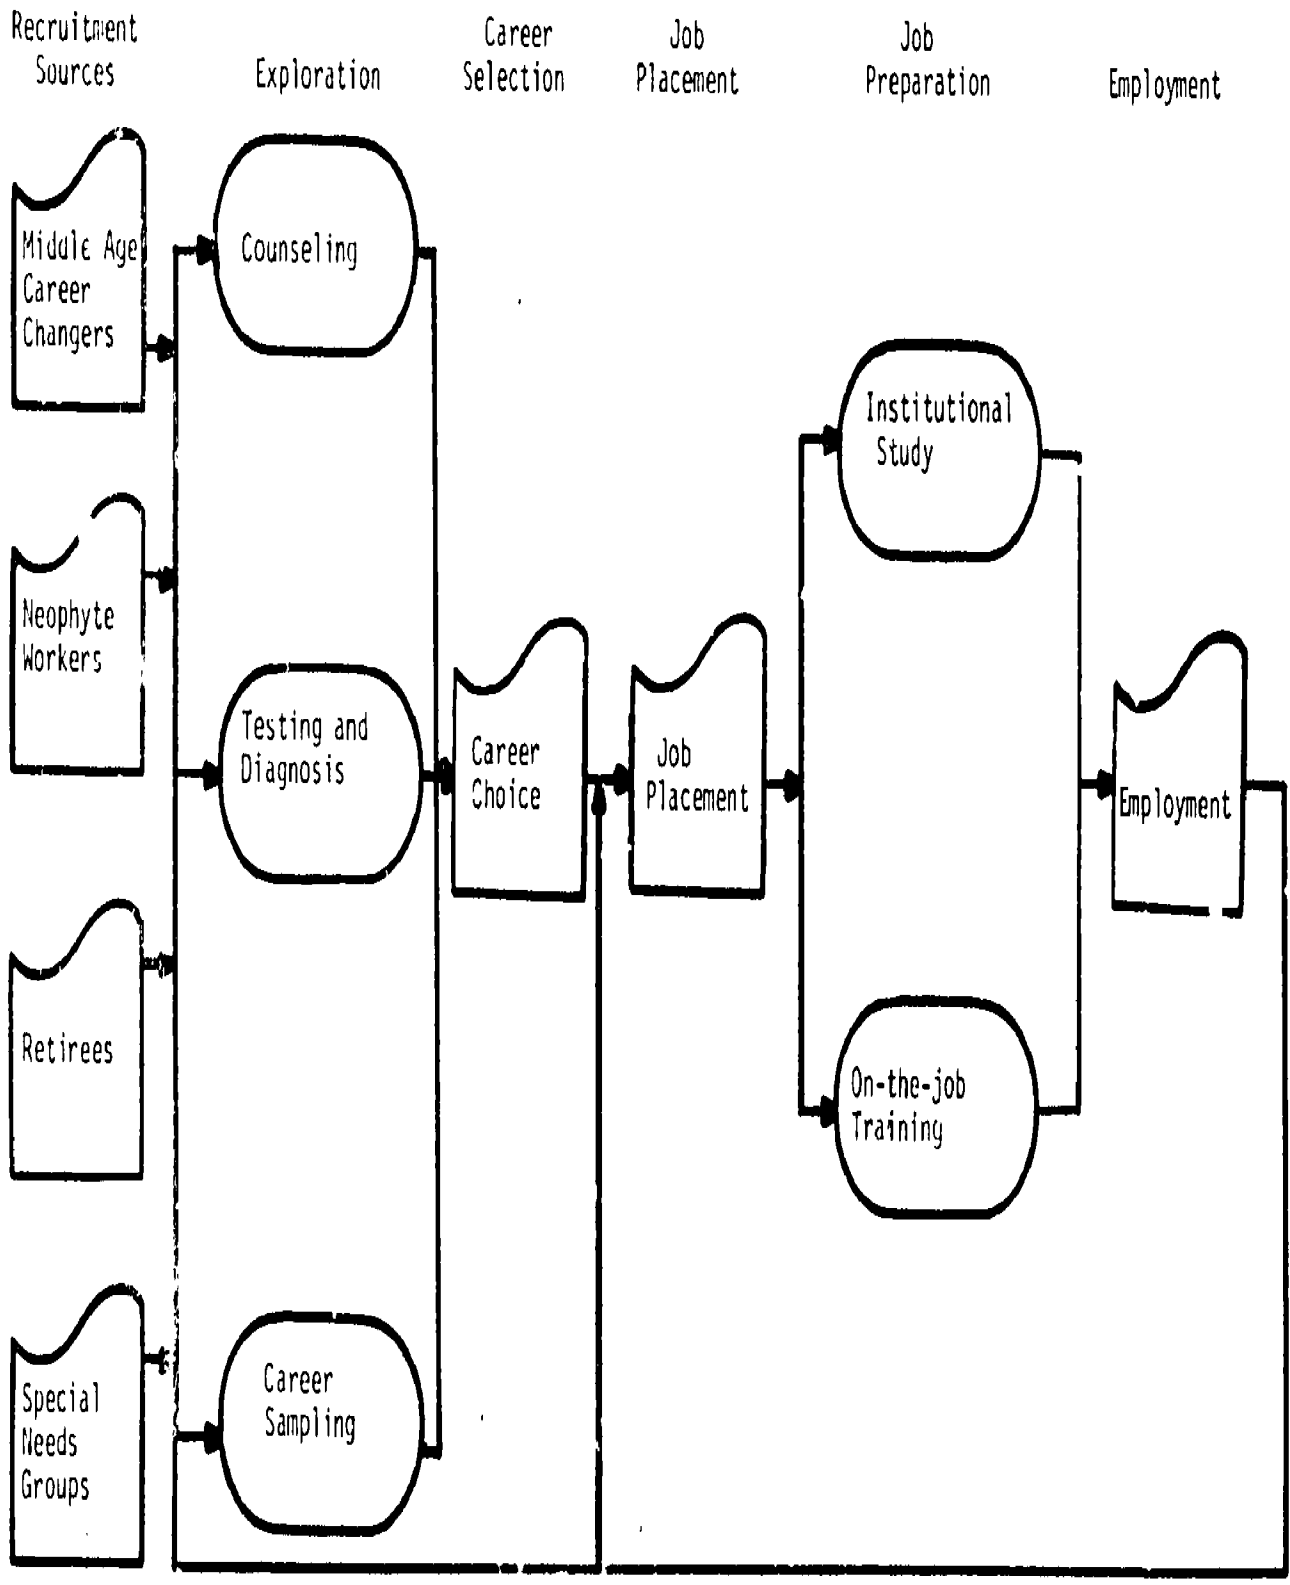 Recruitment
Sources
Exploration
Career
Selection
Job
Placement
Job
Preparation
Employment
Middle Age
Career
Changers
Counseling
Institutional
Study
Neophyte
Workers
Testing and
Diagnosis
Career
Choice
Job
Placement
Employment
Retirees
On-the-job
Training
Special
Needs
Groups
Career
Sampling